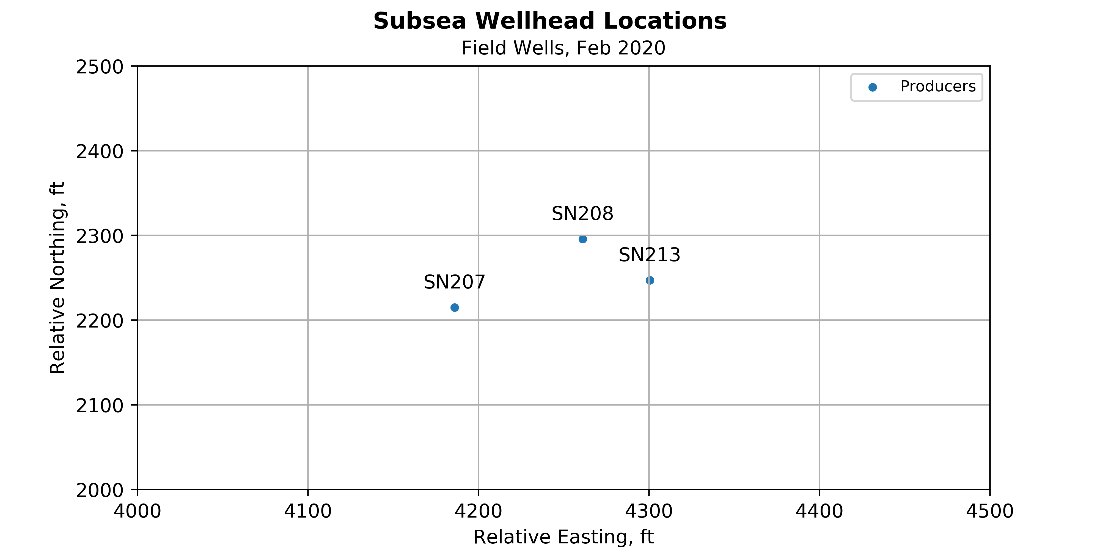 Subsea Wellhead Locations
Field Wells, Feb 2020
Producers
Relative Northing, ft
2500
2400
2300
2200
2100
2000
SN208
SN213
SN207
4000 4100 4200 4300 4400 4500
Relative Easting, ft